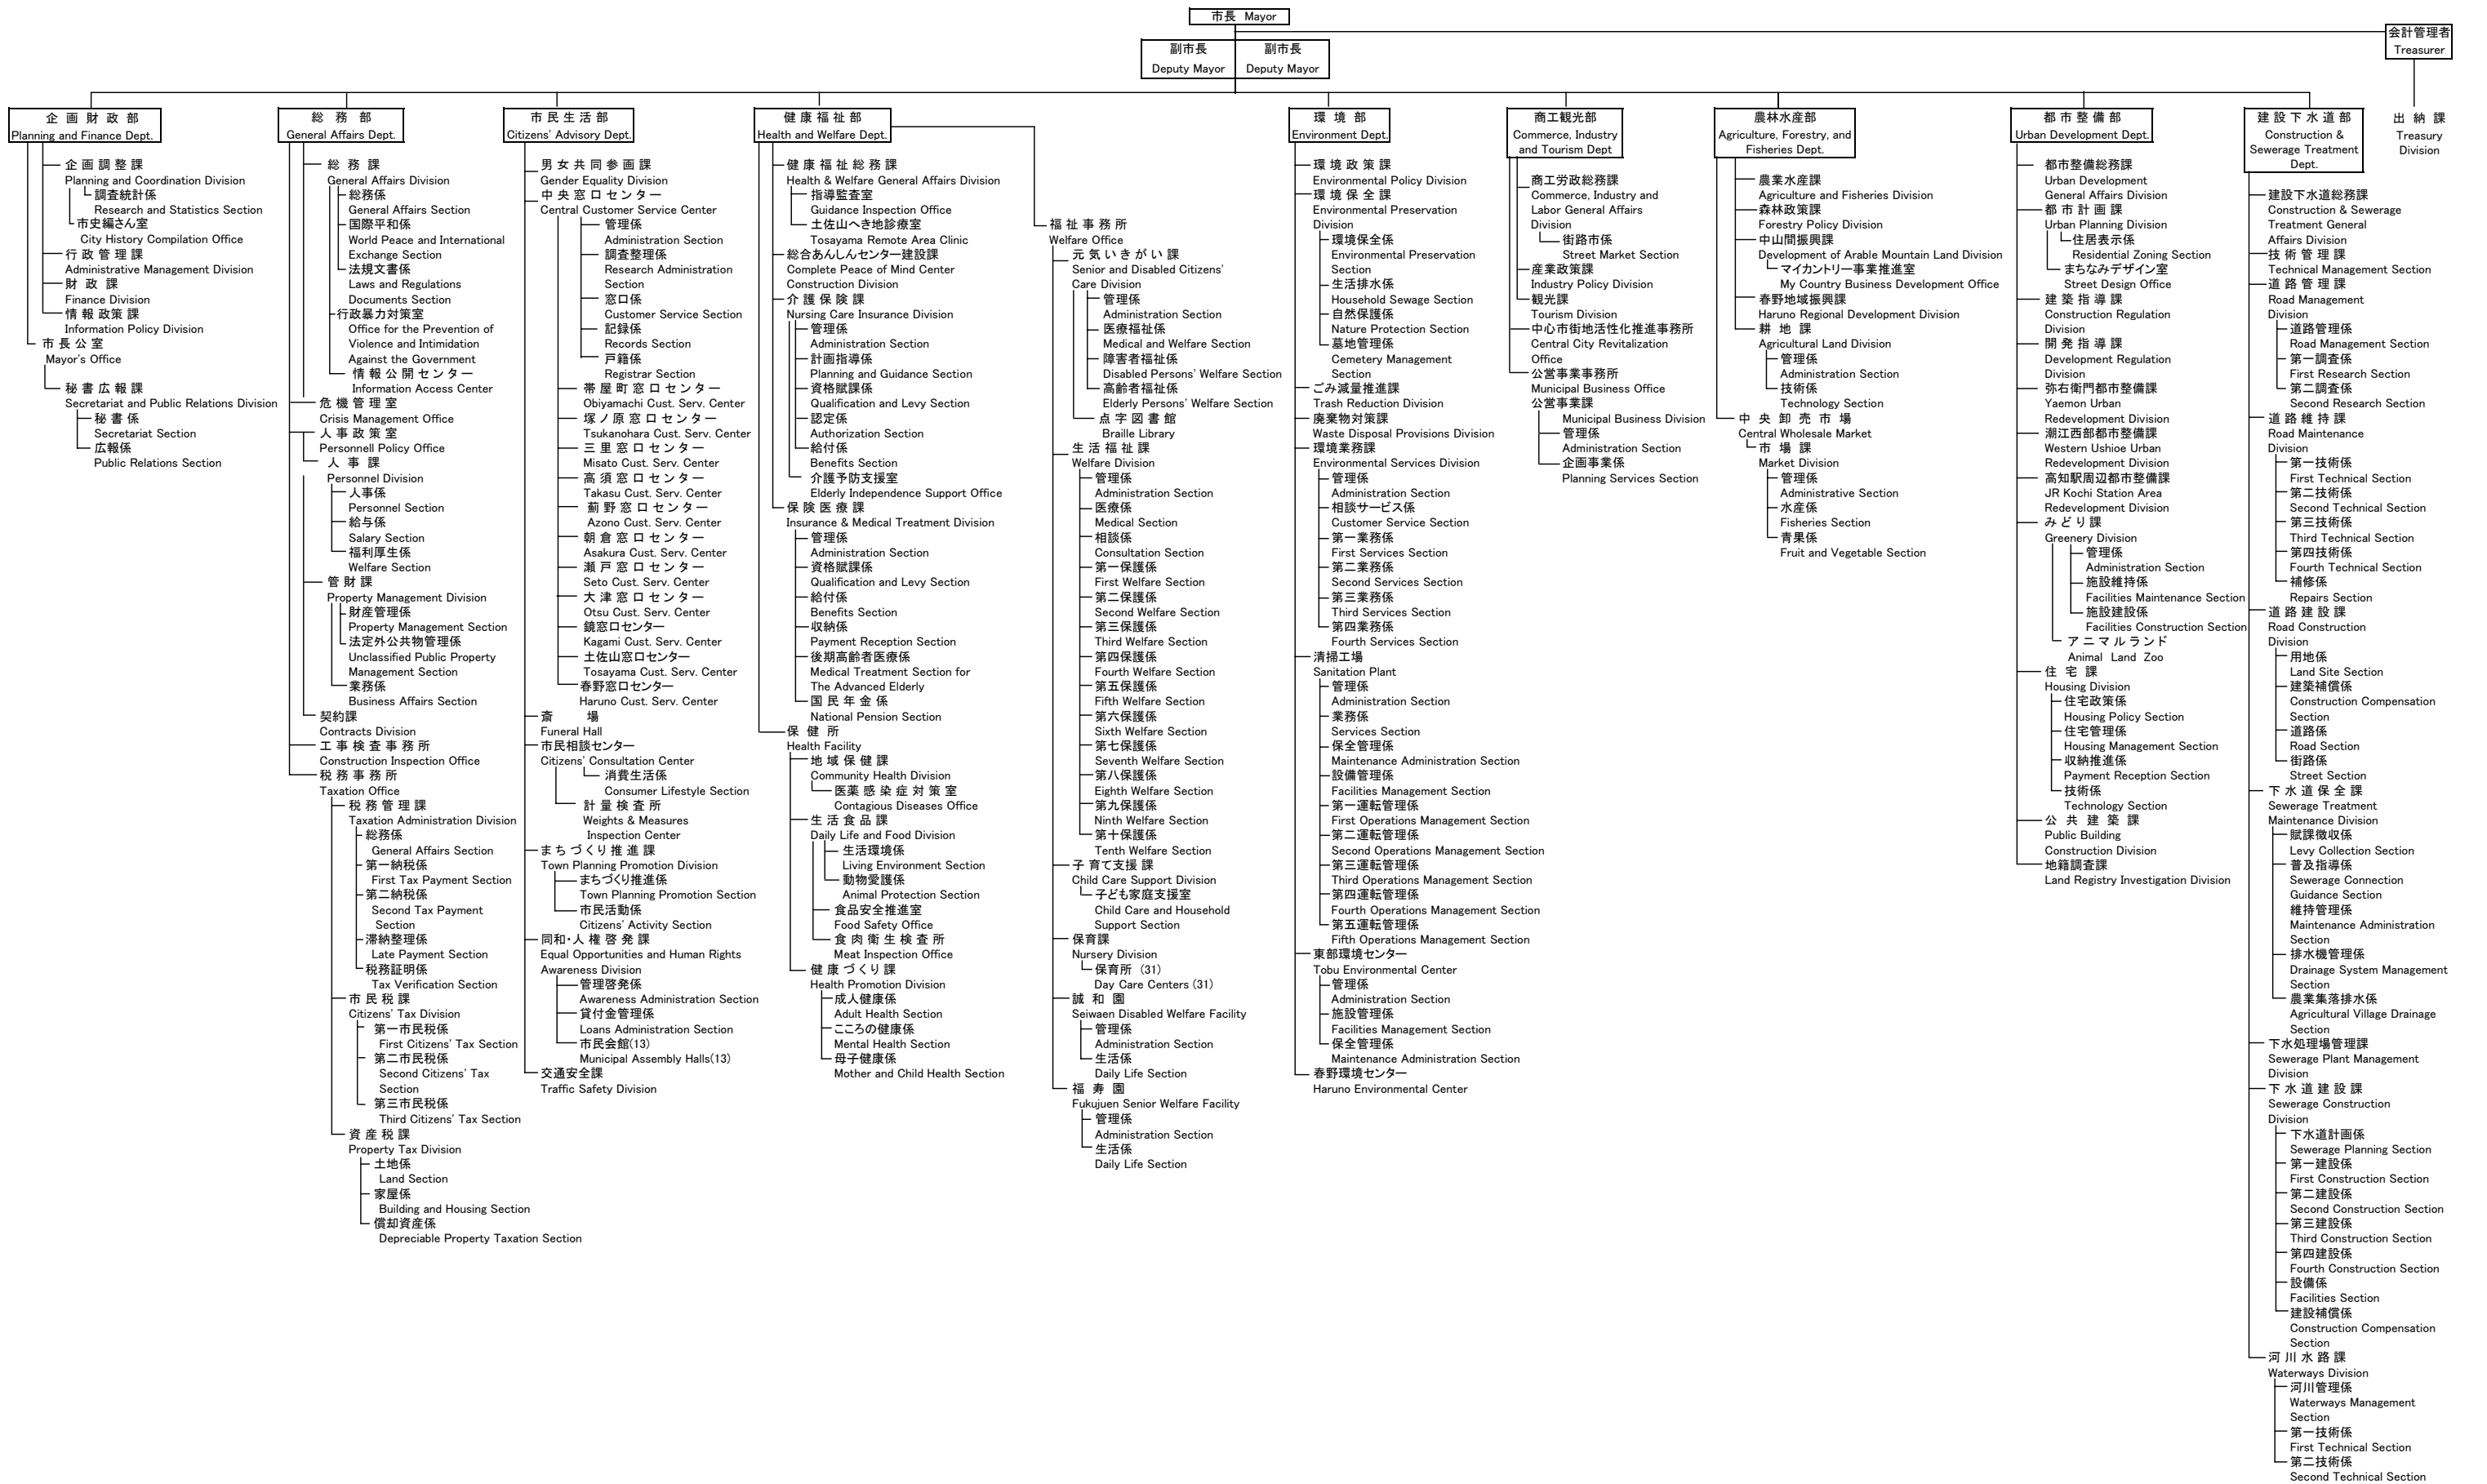 市長 Mayor
会計管理者
Treasurer
副市長
Deputy Mayor
副市長
Deputy Mayor
出 納 課
Treasury
Division
企 画 財 政 部
Planning and Finance Dept.
企 画 調 整 課
Planning and Coordination Division
調査統計係
Research and Statistics Section
市史編さん室
City History Compilation Office
行 政 管 理 課
Administrative Management Division
財 政 課
Finance Division
情 報 政 策 課
Information Policy Division
市 長 公 室
Mayor's Office
秘 書 広 報 課
Secretariat and Public Relations Division
秘 書 係
Secretariat Section
広報係
Public Relations Section
総 務 部
General Affairs Dept.
総 務 課
General Affairs Division
総務係
General Affairs Section
国際平和係
World Peace and International
Exchange Section
法規文書係
Laws and Regulations
Documents Section
行政暴力対策室
Office for the Prevention of
Violence and Intimidation
Against the Government
情 報 公 開 センター
Information Access Center
危 機 管 理 室
Crisis Management Office
人 事 政 策 室
Personnell Policy Office
人 事 課
Personnel Division
人事係
Personnel Section
給与係
Salary Section
福利厚生係
Welfare Section
管 財 課
Property Management Division
財産管理係
Property Management Section
法定外公共物管理係
Unclassified Public Property
Management Section
業務係
Business Affairs Section
契約課
Contracts Division
工 事 検 査 事 務 所
Construction Inspection Office
税 務 事 務 所
Taxation Office
税 務 管 理 課
Taxation Administration Division
総務係
General Affairs Section
第一納税係
First Tax Payment Section
第二納税係
Second Tax Payment
Section
滞納整理係
Late Payment Section
税務証明係
Tax Verification Section
市 民 税 課
Citizens' Tax Division
第一市民税係
First Citizens' Tax Section
第二市民税係
Second Citizens' Tax
Section
第三市民税係
Third Citizens' Tax Section
資 産 税 課
Property Tax Division
土地係
Land Section
家屋係
Building and Housing Section
償却資産係
Depreciable Property Taxation Section
市 民 生 活 部
Citizens' Advisory Dept.
男 女 共 同 参 画 課
Gender Equality Division
中 央 窓 口 センター
Central Customer Service Center
管理係
Administration Section
調査整理係
Research Administration
Section
窓口係
Customer Service Section
記録係
Records Section
戸籍係
Registrar Section
帯 屋 町 窓 口 センター
Obiyamachi Cust. Serv. Center
塚 ノ 原 窓 口 センター
Tsukanohara Cust. Serv. Center
三 里 窓 口 センター
Misato Cust. Serv. Center
高 須 窓 口 センター
Takasu Cust. Serv. Center
薊 野 窓 口 センター
Azono Cust. Serv. Center
朝 倉 窓 口 センター
Asakura Cust. Serv. Center
瀬 戸 窓 口 センター
Seto Cust. Serv. Center
大 津 窓 口 センター
Otsu Cust. Serv. Center
鏡窓口センター
Kagami Cust. Serv. Center
土佐山窓口センター
Tosayama Cust. Serv. Center
春野窓口センター
Haruno Cust. Serv. Center
斎 場
Funeral Hall
市民相談センター
Citizens' Consultation Center
消費生活係
Consumer Lifestyle Section
計 量 検 査 所
Weights & Measures
Inspection Center
まち づくり 推 進 課
Town Planning Promotion Division
まちづくり推進係
Town Planning Promotion Section
市民活動係
Citizens' Activity Section
同和・人 権 啓 発 課
Equal Opportunities and Human Rights
Awareness Division
管理啓発係
Awareness Administration Section
貸付金管理係
Loans Administration Section
市民会館(13)
Municipal Assembly Halls(13)
交通安全課
Traffic Safety Division
健 康 福 祉 部
Health and Welfare Dept.
健 康 福 祉 総 務 課
Health & Welfare General Affairs Division
指導監査室
Guidance Inspection Office
土佐山へき地診療室
Tosayama Remote Area Clinic
総合あんしんセンター建設課
Complete Peace of Mind Center
Construction Division
介 護 保 険 課
Nursing Care Insurance Division
管理係
Administration Section
計画指導係
Planning and Guidance Section
資格賦課係
Qualification and Levy Section
認定係
Authorization Section
給付係
Benefits Section
介護予防支援室
Elderly Independence Support Office
保 険 医 療 課
Insurance & Medical Treatment Division
管理係
Administration Section
資格賦課係
Qualification and Levy Section
給付係
Benefits Section
収納係
Payment Reception Section
後期高齢者医療係
Medical Treatment Section for
The Advanced Elderly
国 民 年 金 係
National Pension Section
保 健 所
Health Facility
地 域 保 健 課
Community Health Division
医 薬 感 染 症 対 策 室
Contagious Diseases Office
生 活 食 品 課
Daily Life and Food Division
生活環境係
Living Environment Section
動物愛護係
Animal Protection Section
食品安全推進室
Food Safety Office
食 肉 衛 生 検 査 所
Meat Inspection Office
健 康 づくり 課
Health Promotion Division
成人健康係
Adult Health Section
こころの健康係
Mental Health Section
母子健康係
Mother and Child Health Section
福 祉 事 務 所
Welfare Office
元 気 いきがい 課
Senior and Disabled Citizens'
Care Division
管理係
Administration Section
医療福祉係
Medical and Welfare Section
障害者福祉係
Disabled Persons' Welfare Section
高齢者福祉係
Elderly Persons' Welfare Section
点 字 図 書 館
Braille Library
生 活 福 祉 課
Welfare Division
管理係
Administration Section
医療係
Medical Section
相談係
Consultation Section
第一保護係
First Welfare Section
第二保護係
Second Welfare Section
第三保護係
Third Welfare Section
第四保護係
Fourth Welfare Section
第五保護係
Fifth Welfare Section
第六保護係
Sixth Welfare Section
第七保護係
Seventh Welfare Section
第八保護係
Eighth Welfare Section
第九保護係
Ninth Welfare Section
第十保護係
Tenth Welfare Section
子 育 て 支 援 課
Child Care Support Division
子ども家庭支援室
Child Care and Household
Support Section
保育課
Nursery Division
保育所 (31)
Day Care Centers (31)
誠 和 園
Seiwaen Disabled Welfare Facility
管理係
Administration Section
生活係
Daily Life Section
福 寿 園
Fukujuen Senior Welfare Facility
管理係
Administration Section
生活係
Daily Life Section
環 境 部
Environment Dept.
環 境 政 策 課
Environmental Policy Division
環 境 保 全 課
Environmental Preservation
Division
環境保全係
Environmental Preservation
Section
生活排水係
Household Sewage Section
自然保護係
Nature Protection Section
墓地管理係
Cemetery Management
Section
ごみ減量推進課
Trash Reduction Division
廃棄物対策課
Waste Disposal Provisions Division
環境業務課
Environmental Services Division
管理係
Administration Section
相談サービス係
Customer Service Section
第一業務係
First Services Section
第二業務係
Second Services Section
第三業務係
Third Services Section
第四業務係
Fourth Services Section
清掃工場
Sanitation Plant
管理係
Administration Section
業務係
Services Section
保全管理係
Maintenance Administration Section
設備管理係
Facilities Management Section
第一運転管理係
First Operations Management Section
第二運転管理係
Second Operations Management Section
第三運転管理係
Third Operations Management Section
第四運転管理係
Fourth Operations Management Section
第五運転管理係
Fifth Operations Management Section
東部環境センター
Tobu Environmental Center
管理係
Administration Section
施設管理係
Facilities Management Section
保全管理係
Maintenance Administration Section
春野環境センター
Haruno Environmental Center
商工観光部
Commerce, Industry
and Tourism Dept
商工労政総務課
Commerce, Industry and
Labor General Affairs
Division
街路市係
Street Market Section
産業政策課
Industry Policy Division
観光課
Tourism Division
中心市街地活性化推進事務所
Central City Revitalization
Office
公営事業事務所
Municipal Business Office
公営事業課
Municipal Business Division
管理係
Administration Section
企画事業係
Planning Services Section
農林水産部
Agriculture, Forestry, and
Fisheries Dept.
農業水産課
Agriculture and Fisheries Division
森林政策課
Forestry Policy Division
中山間振興課
Development of Arable Mountain Land Division
マイカントリー事業推進室
My Country Business Development Office
春野地域振興課
Haruno Regional Development Division
耕 地 課
Agricultural Land Division
管理係
Administration Section
技術係
Technology Section
中 央 卸 売 市 場
Central Wholesale Market
市 場 課
Market Division
管理係
Administrative Section
水産係
Fisheries Section
青果係
Fruit and Vegetable Section
都 市 整 備 部
Urban Development Dept.
都市整備総務課
Urban Development
General Affairs Division
都 市 計 画 課
Urban Planning Division
住居表示係
Residential Zoning Section
まちなみデザイン室
Street Design Office
建 築 指 導 課
Construction Regulation
Division
開 発 指 導 課
Development Regulation
Division
弥右衛門都市整備課
Yaemon Urban
Redevelopment Division
潮江西部都市整備課
Western Ushioe Urban
Redevelopment Division
高知駅周辺都市整備課
JR Kochi Station Area
Redevelopment Division
みどり 課
Greenery Division
管理係
Administration Section
施設維持係
Facilities Maintenance Section
施設建設係
Facilities Construction Section
ア ニ マ ル ラ ン ド
Animal Land Zoo
住 宅 課
Housing Division
住宅政策係
Housing Policy Section
住宅管理係
Housing Management Section
収納推進係
Payment Reception Section
技術係
Technology Section
公 共 建 築 課
Public Building
Construction Division
地籍調査課
Land Registry Investigation Division
建 設 下 水 道 部
Construction &
Sewerage Treatment
Dept.
建設下水道総務課
Construction & Sewerage
Treatment General
Affairs Division
技 術 管 理 課
Technical Management Section
道 路 管 理 課
Road Management
Division
道路管理係
Road Management Section
第一調査係
First Research Section
第二調査係
Second Research Section
道 路 維 持 課
Road Maintenance
Division
第一技術係
First Technical Section
第二技術係
Second Technical Section
第三技術係
Third Technical Section
第四技術係
Fourth Technical Section
補修係
Repairs Section
道 路 建 設 課
Road Construction
Division
用地係
Land Site Section
建築補償係
Construction Compensation
Section
道路係
Road Section
街路係
Street Section
下 水 道 保 全 課
Sewerage Treatment
Maintenance Division
賦課徴収係
Levy Collection Section
普及指導係
Sewerage Connection
Guidance Section
維持管理係
Maintenance Administration
Section
排水機管理係
Drainage System Management
Section
農業集落排水係
Agricultural Village Drainage
Section
下水処理場管理課
Sewerage Plant Management
Division
下 水 道 建 設 課
Sewerage Construction
Division
下水道計画係
Sewerage Planning Section
第一建設係
First Construction Section
第二建設係
Second Construction Section
第三建設係
Third Construction Section
第四建設係
Fourth Construction Section
設備係
Facilities Section
建設補償係
Construction Compensation
Section
河 川 水 路 課
Waterways Division
河川管理係
Waterways Management
Section
第一技術係
First Technical Section
第二技術係
Second Technical Section